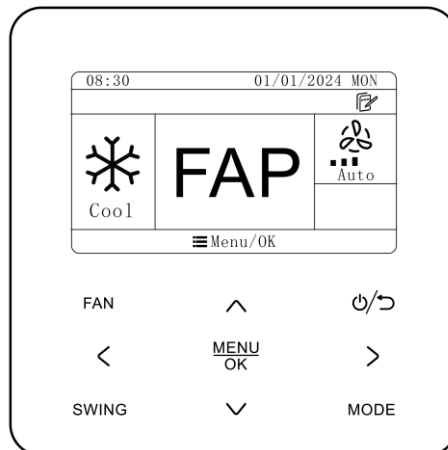 08:30 01/01/2024 MON
Cool FAP Auto
Menu/OK
FAN
MENU
OK
SWING MODE